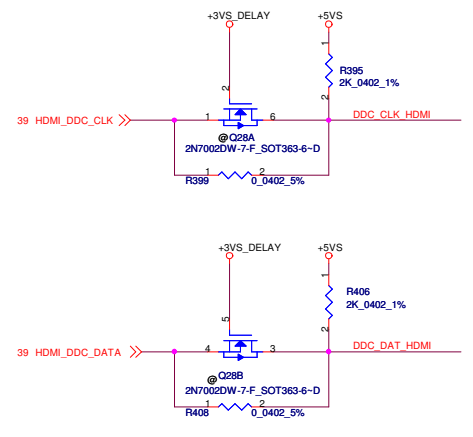 +3VS_DELAY
+5VS
1
R395
2K_0402_1%
2
2
39 HDMI_DDC_CLK
1
6
DDC_CLK_HDMI
@Q28A
2N7002DW-7-F_SOT363-6~D
1
2
R399
0_0402_5%
+3VS_DELAY
+5VS
1
R406
2K_0402_1%
5
2
39 HDMI_DDC_DATA
4
3
DDC_DAT_HDMI
@Q28B
2N7002DW-7-F_SOT363-6~D
1
2
R408
0_0402_5%